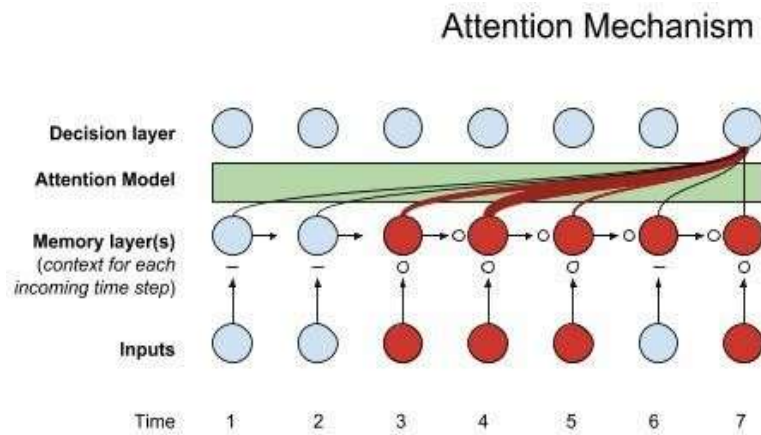 Attention Mechanism
Decision layer
Attention Model
Memory layer(s)
(context for each
incoming time step)
Inputs
Time 1 2 3 4 5 6 7